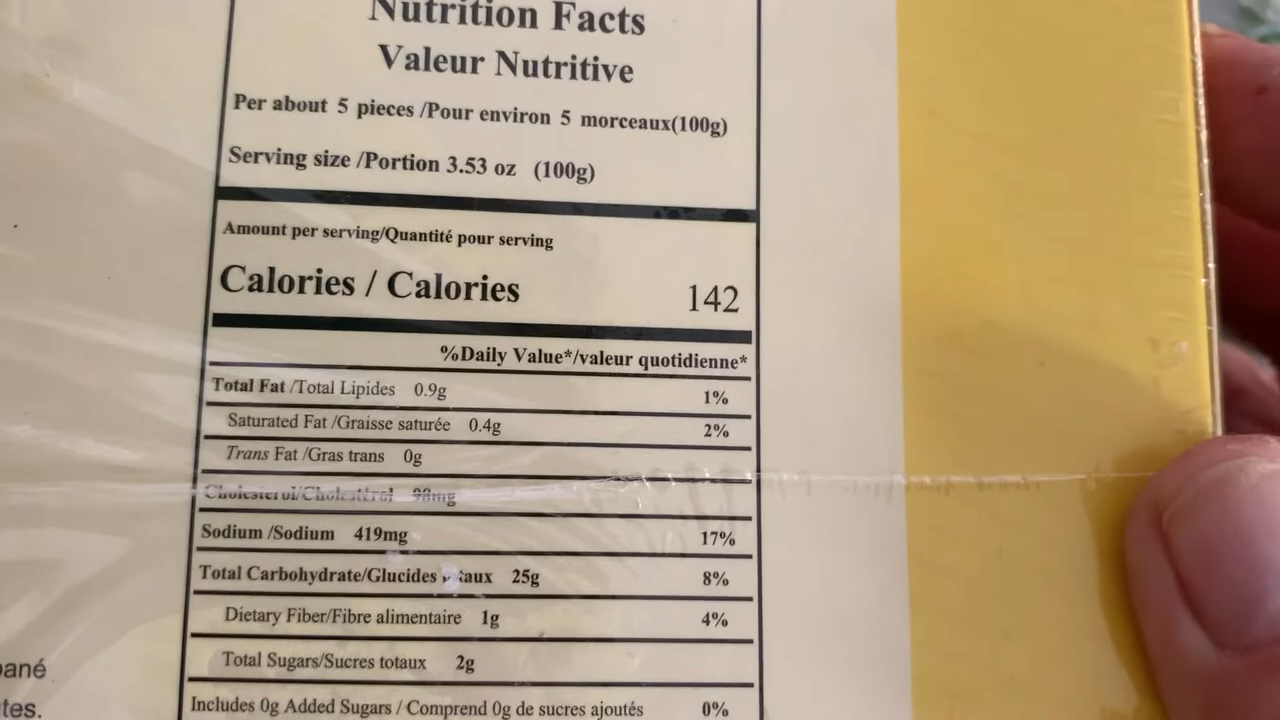 Nutrition Facts
Valeur Nutritive
Per about 5 pieces /Pour environ 5 morceaux(100g)
Serving size /Portion 3.53 oz (100g)
Amount per serving/Quantité pour serving
Calories / Calories 142
%Daily Value*/valeur quotidienne*
Total Fat /Total Lipides 0.9g 1%
Saturated Fat /Graisse saturée 0.4g 2%
Trans Fat /Gras trans 0g
Cholesterol/Cholestérol
Sodium /Sodium 419mg 17%
Total Carbohydrate/Glucides 25g 8%
Dietary Fiber/Fibre alimentaire 1g 4%
Total Sugars/Sucres totaux 2g
Includes 0g Added Sugars / Comprend 0g de sucres ajoutés 0%